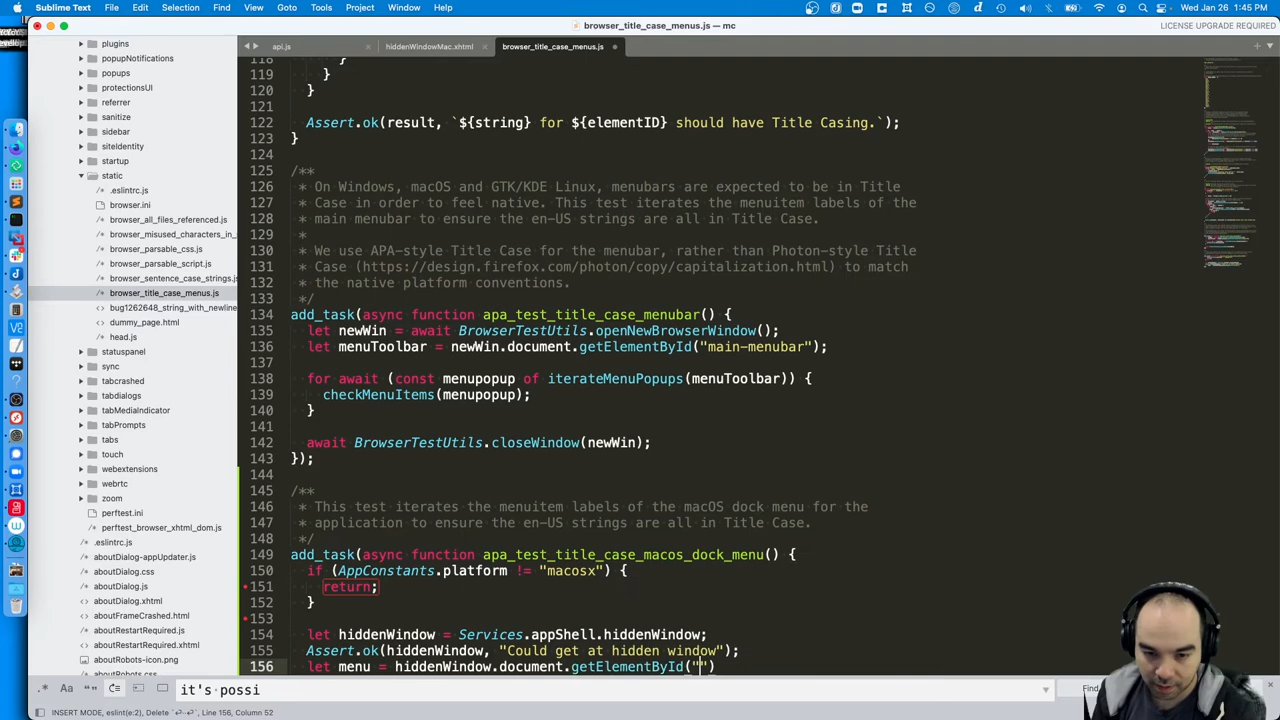 Sublime Text File Edit Selection Find View Goto Tools Project Window Help
Wed Jan 26 1:45 PM
browser_title_case_menus.js — mc
LICENSE UPGRADE REQUIRED
api.js
hiddenWindowMac.xhtml
browser_title_case_menus.js
plugins
popupNotifications
popups
protectionsUI
referrer
sanitize
sidebar
siteIdentity
startup
static
.eslintrc.js
browser.ini
browser_all_files_referenced.js
browser_misused_characters_in_
browser_parsable_css.js
browser_parsable_script.js
browser_sentence_case_strings.js
browser_title_case_menus.js
bug1262648_string_with_newline
dummy_page.html
head.js
statuspanel
sync
tabcrashed
tabdialogs
tabMediaIndicator
tabPrompts
tabs
touch
webextensions
webrtc
zoom
perftest.ini
perftest_browser_xhtml_dom.js
.eslintrc.js
aboutDialog-appUpdater.js
aboutDialog.css
aboutDialog.js
aboutDialog.xhtml
aboutFrameCrashed.html
aboutRestartRequired.js
aboutRestartRequired.xhtml
aboutRobots-icon.png
aboutRobots.css
118 }
119 }
120 }
121
122 Assert.ok(result, `${string} for ${elementID} should have Title Casing.`);
123 }
124
125 /**
126 * On Windows, macOS and GTK/KDE Linux, menubars are expected to be in Title
127 * Case in order to feel native. This test iterates the menuitem labels of the
128 * main menubar to ensure the en-US strings are all in Title Case.
129 *
130 * We use APA-style Title Case for the menubar, rather than Photon-style Title
131 * Case (https://design.firefox.com/photon/copy/capitalization.html) to match
132 * the native platform conventions.
133 */
134 add_task(async function apa_test_title_case_menubar() {
135 let newWin = await BrowserTestUtils.openNewBrowserWindow();
136 let menuToolbar = newWin.document.getElementById("main-menubar");
137
138 for await (const menupopup of iterateMenuPopups(menuToolbar)) {
139 checkMenuItems(menupopup);
140 }
141
142 await BrowserTestUtils.closeWindow(newWin);
143 });
144
145 /**
146 * This test iterates the menuitem labels of the macOS dock menu for the
147 * application to ensure the en-US strings are all in Title Case.
148 */
149 add_task(async function apa_test_title_case_macos_dock_menu() {
150 if (AppConstants.platform != "macosx") {
151 return;
152 }
153
154 let hiddenWindow = Services.appShell.hiddenWindow;
155 Assert.ok(hiddenWindow, "Could get at hidden window");
156 let menu = hiddenWindow.document.getElementById("")
.* Aa “” it's possi Find
INSERT MODE, eslint(e:2), Delete `⏎·⏎·`, Line 156, Column 52